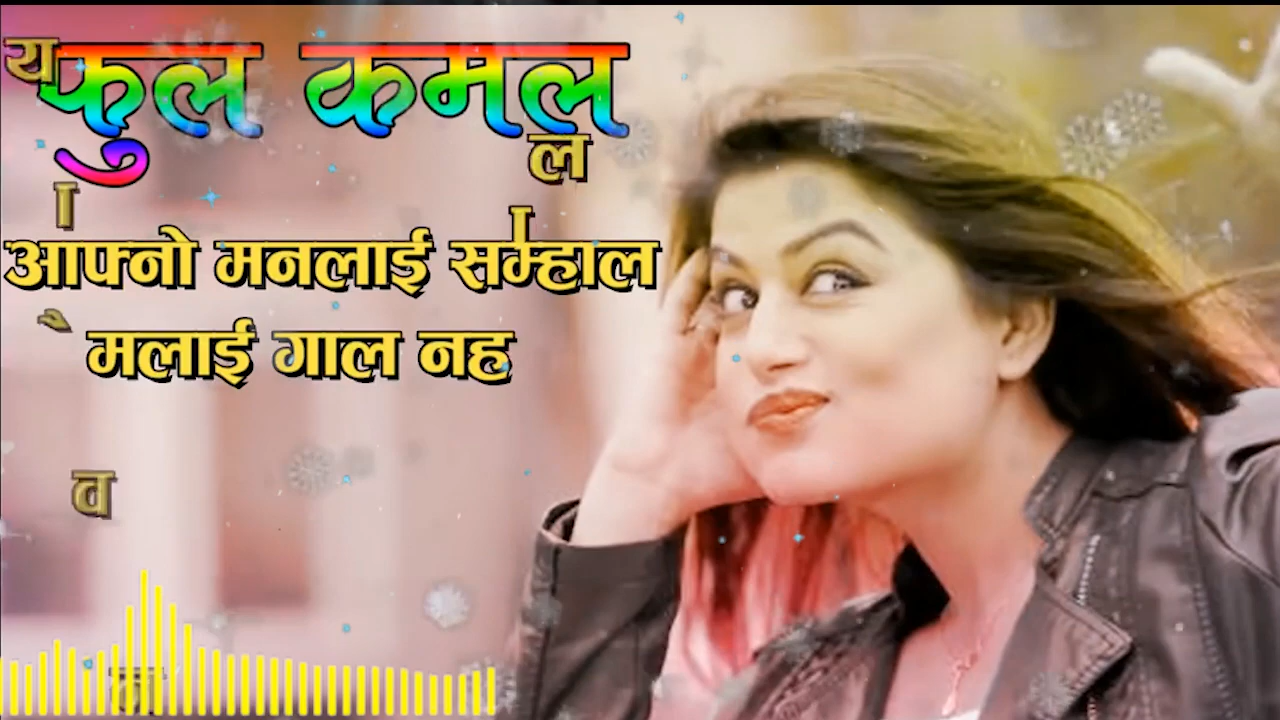 फुल कमल
आफ्नो मनलाई सम्हाल
मलाई गाल नह